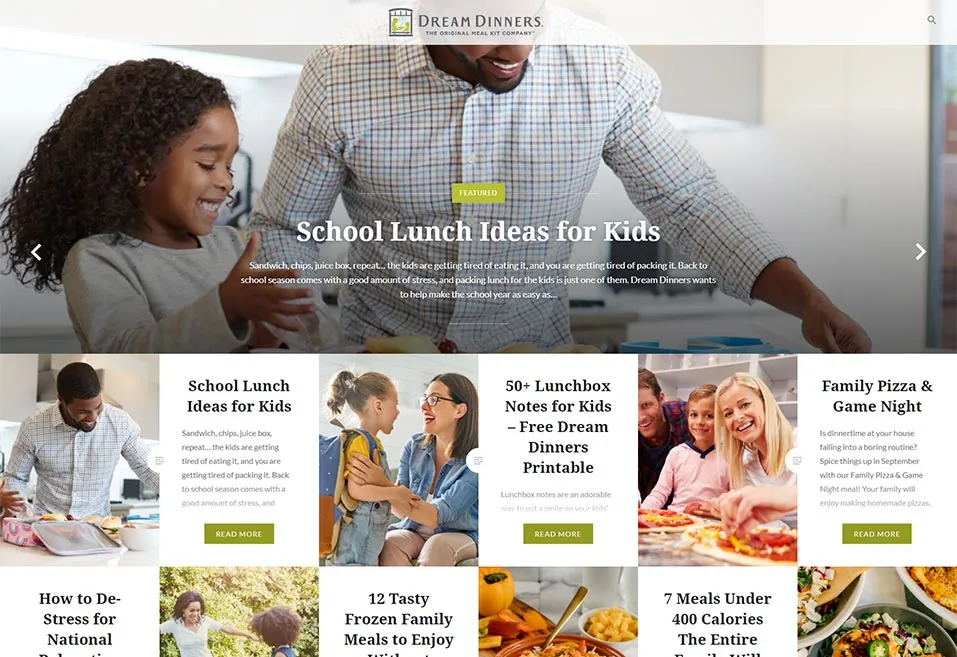 DREAM DINNERS
THE ORIGINAL MEAL KIT COMPANY™
FEATURED
School Lunch Ideas for Kids
Sandwich, chips, juice box, repeat... the kids are getting tired of eating it, and you are getting tired of packing it. Back to
school season comes with a good amount of stress, and packing lunch for the kids is just one of them. Dream Dinners wants
to help make the school year as easy as...
School Lunch
Ideas for Kids
Sandwich, chips, juice box,
repeat... the kids are getting
tired of eating it, and you are
getting tired of packing it. Back
to school season comes with a
good amount of stress, and
READ MORE
50+ Lunchbox
Notes for Kids
– Free Dream
Dinners
Printable
Lunchbox notes are an adorable
way to put a smile on your kids'
READ MORE
Family Pizza &
Game Night
Is dinnertime at your house
falling into a boring routine?
Spice things up in September
with our Family Pizza & Game
Night meal! Your family will
enjoy making homemade pizzas,
READ MORE
How to De-
Stress for
National
12 Tasty
Frozen Family
Meals to Enjoy
7 Meals Under
400 Calories
The Entire